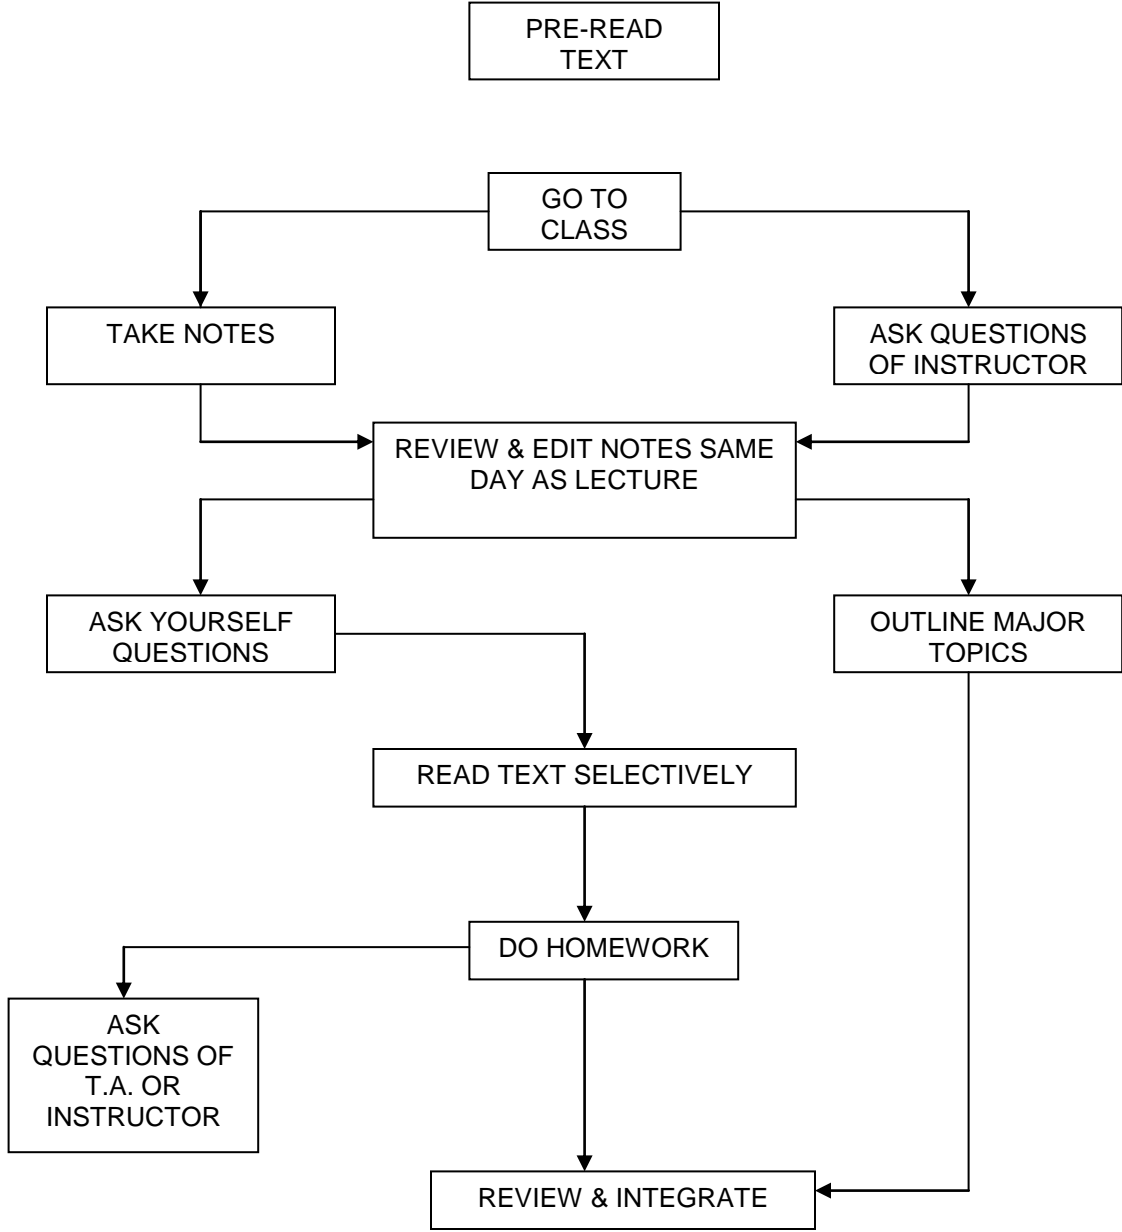 PRE-READ
TEXT
GO TO
CLASS
TAKE NOTES
ASK QUESTIONS
OF INSTRUCTOR
REVIEW & EDIT NOTES SAME
DAY AS LECTURE
ASK YOURSELF
QUESTIONS
OUTLINE MAJOR
TOPICS
READ TEXT SELECTIVELY
DO HOMEWORK
ASK
QUESTIONS OF
T.A. OR
INSTRUCTOR
REVIEW & INTEGRATE